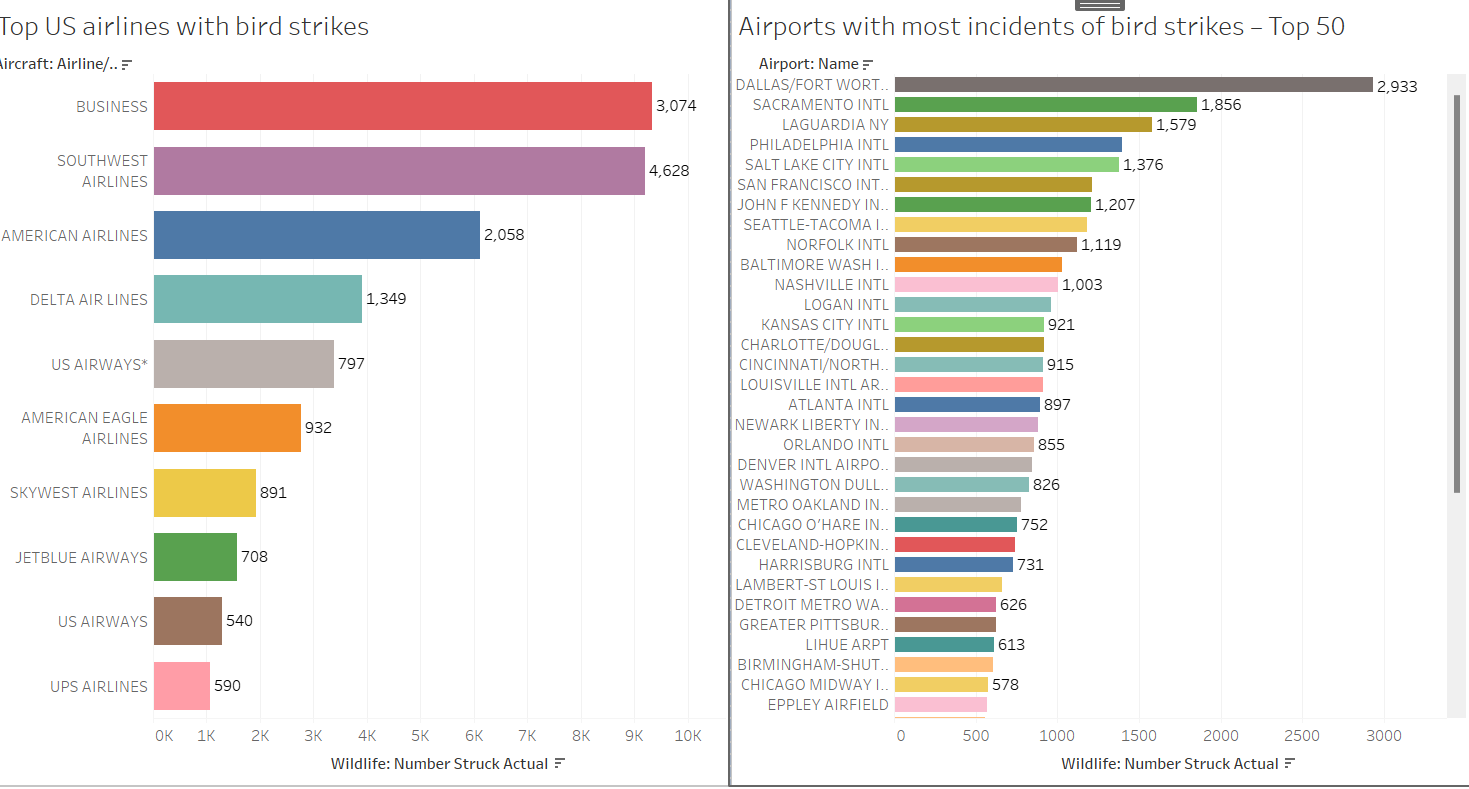 Top US airlines with bird strikes
Aircraft: Airline/..
BUSINESS
3,074
SOUTHWEST
AIRLINES
4,628
AMERICAN AIRLINES
2,058
DELTA AIR LINES
1,349
US AIRWAYS*
797
AMERICAN EAGLE
AIRLINES
932
SKYWEST AIRLINES
891
JETBLUE AIRWAYS
708
US AIRWAYS
540
UPS AIRLINES
590
0K 1K 2K 3K 4K 5K 6K 7K 8K 9K 10K
Wildlife: Number Struck Actual
Airports with most incidents of bird strikes – Top 50
Airport: Name
DALLAS/FORT WORT.. 2,933
SACRAMENTO INTL 1,856
LAGUARDIA NY 1,579
PHILADELPHIA INTL
SALT LAKE CITY INTL 1,376
SAN FRANCISCO INT..
JOHN F KENNEDY IN.. 1,207
SEATTLE-TACOMA I..
NORFOLK INTL 1,119
BALTIMORE WASH I..
NASHVILLE INTL 1,003
LOGAN INTL
KANSAS CITY INTL 921
CHARLOTTE/DOUGL..
CINCINNATI/NORTH.. 915
LOUISVILLE INTL AR..
ATLANTA INTL 897
NEWARK LIBERTY IN..
ORLANDO INTL 855
DENVER INTL AIRPO..
WASHINGTON DULL.. 826
METRO OAKLAND IN..
CHICAGO O'HARE IN.. 752
CLEVELAND-HOPKIN..
HARRISBURG INTL 731
LAMBERT-ST LOUIS I..
DETROIT METRO WA.. 626
GREATER PITTSBUR..
LIHUE ARPT 613
BIRMINGHAM-SHUT..
CHICAGO MIDWAY I.. 578
EPPLEY AIRFIELD
0 500 1000 1500 2000 2500 3000
Wildlife: Number Struck Actual